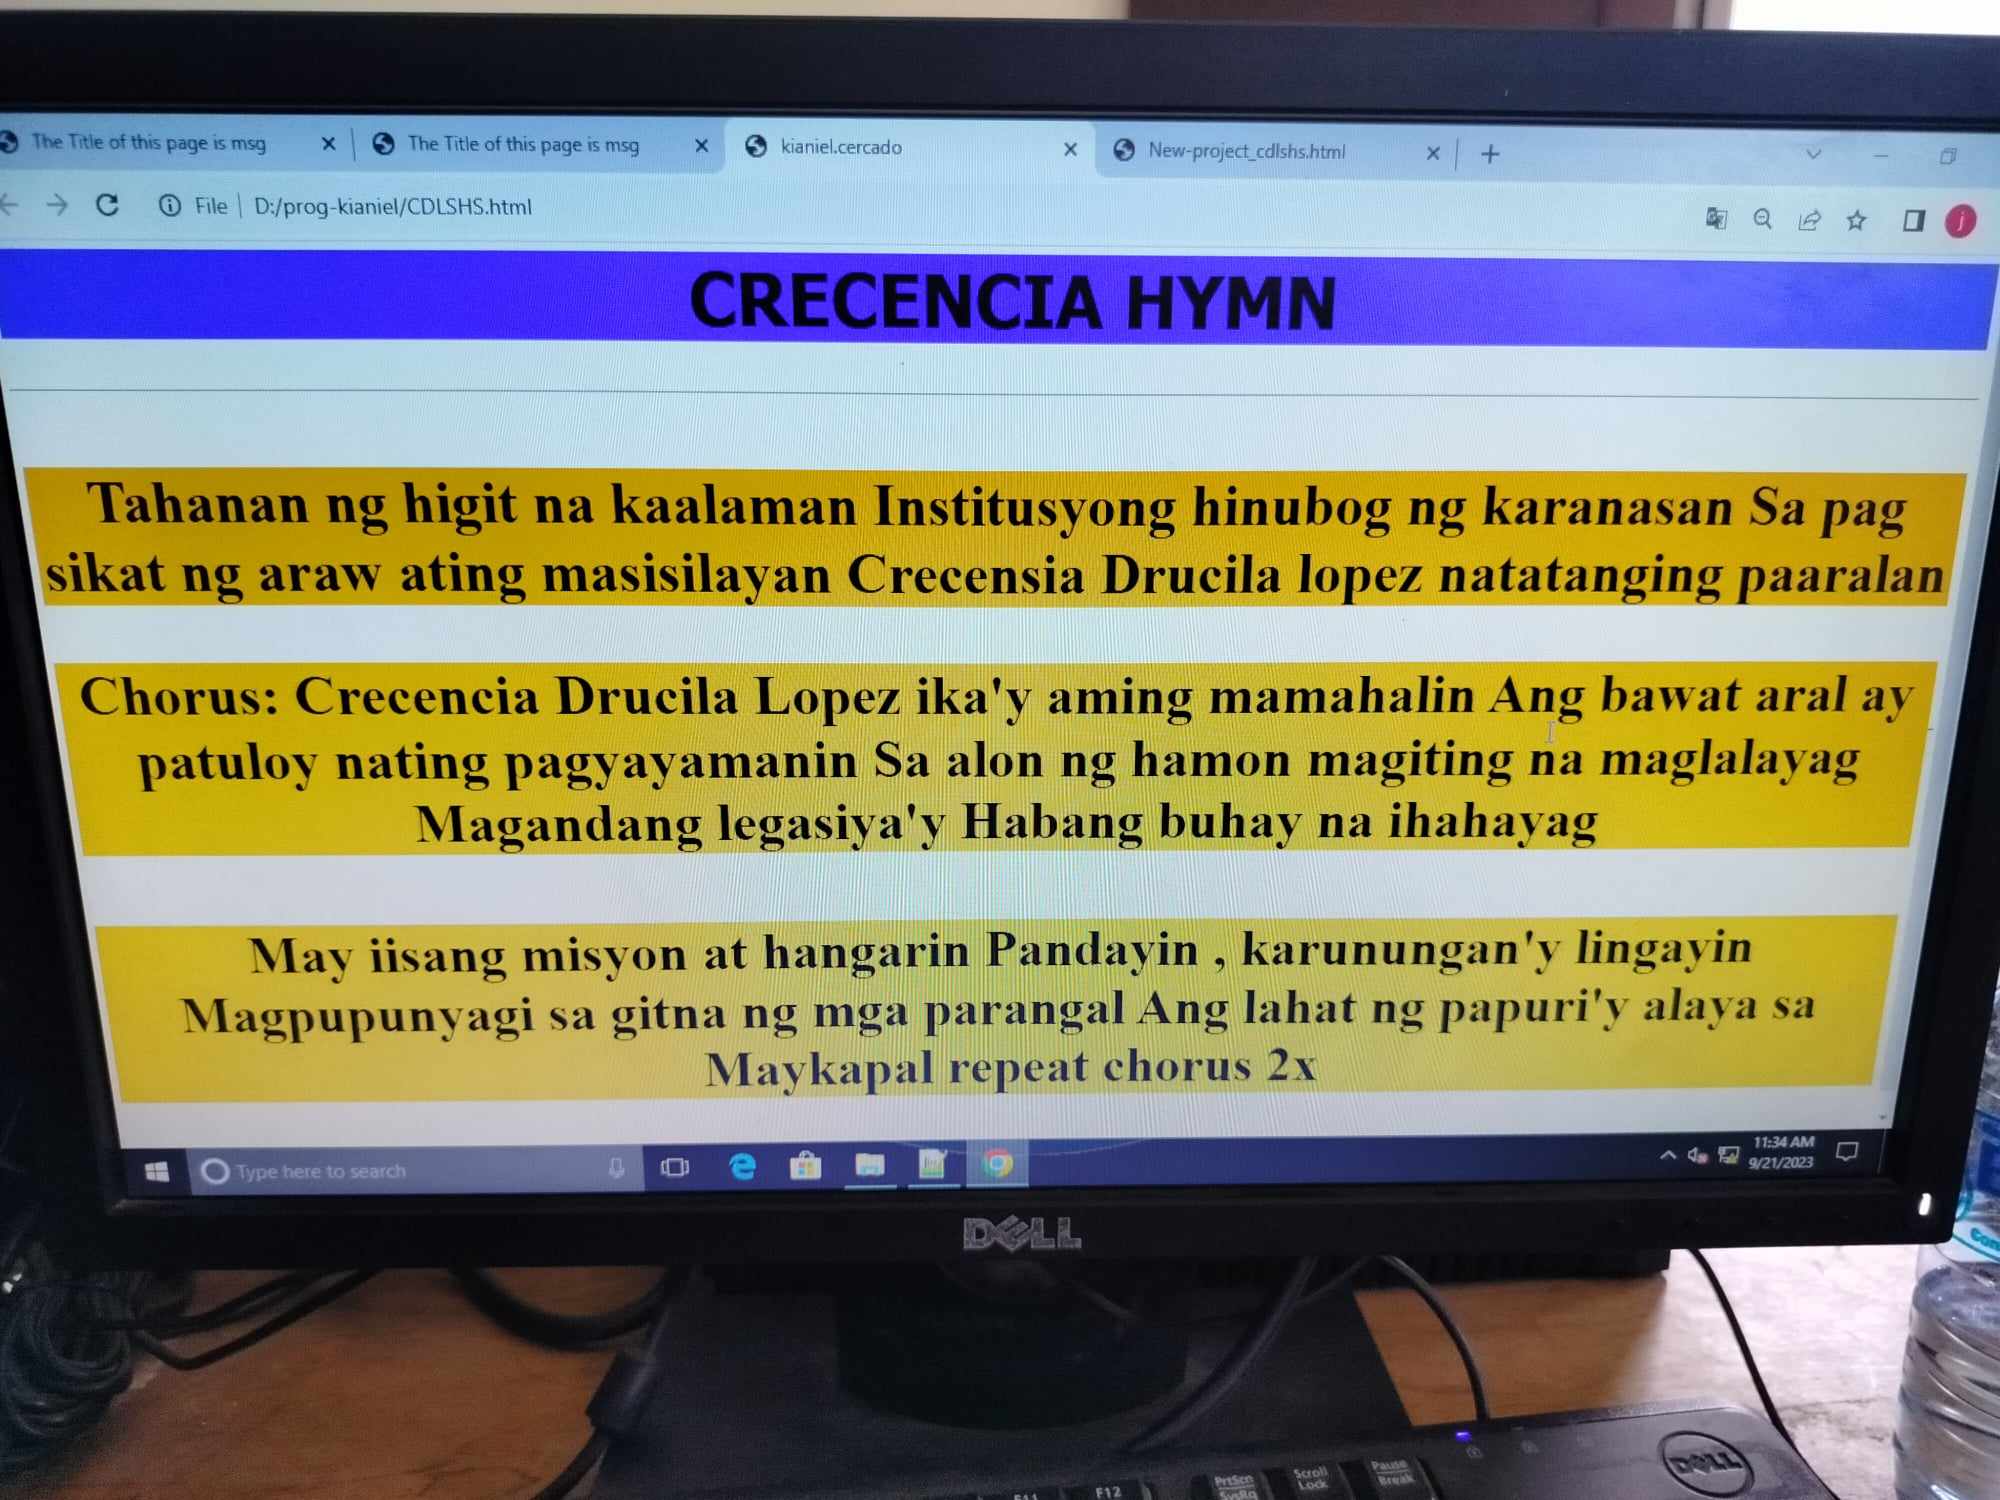 The Title of this page is msg
The Title of this page is msg
kianiel.cercado
New-project_cdlshs.html
File
D:/prog-kianiel/CDLSHS.html
j
CRECENCIA HYMN
Tahanan ng higit na kaalaman Institusyong hinubog ng karanasan Sa pag
sikat ng araw ating masisilayan Crecensia Drucila lopez natatanging paaralan
Chorus: Crecencia Drucila Lopez ika'y aming mamahalin Ang bawat aral ay
patuloy nating pagyayamanin Sa alon ng hamon magiting na maglalayag
Magandang legasiya'y Habang buhay na ihahayag
May iisang misyon at hangarin Pandayin , karunungan'y lingayin
Magpupunyagi sa gitna ng mga parangal Ang lahat ng papuri'y alaya sa
Maykapal repeat chorus 2x
Type here to search
11:34 AM
9/21/2023
DELL
DELL
F11
F12
PrtScn
SysRq
Scroll
Lock
Pause
Break